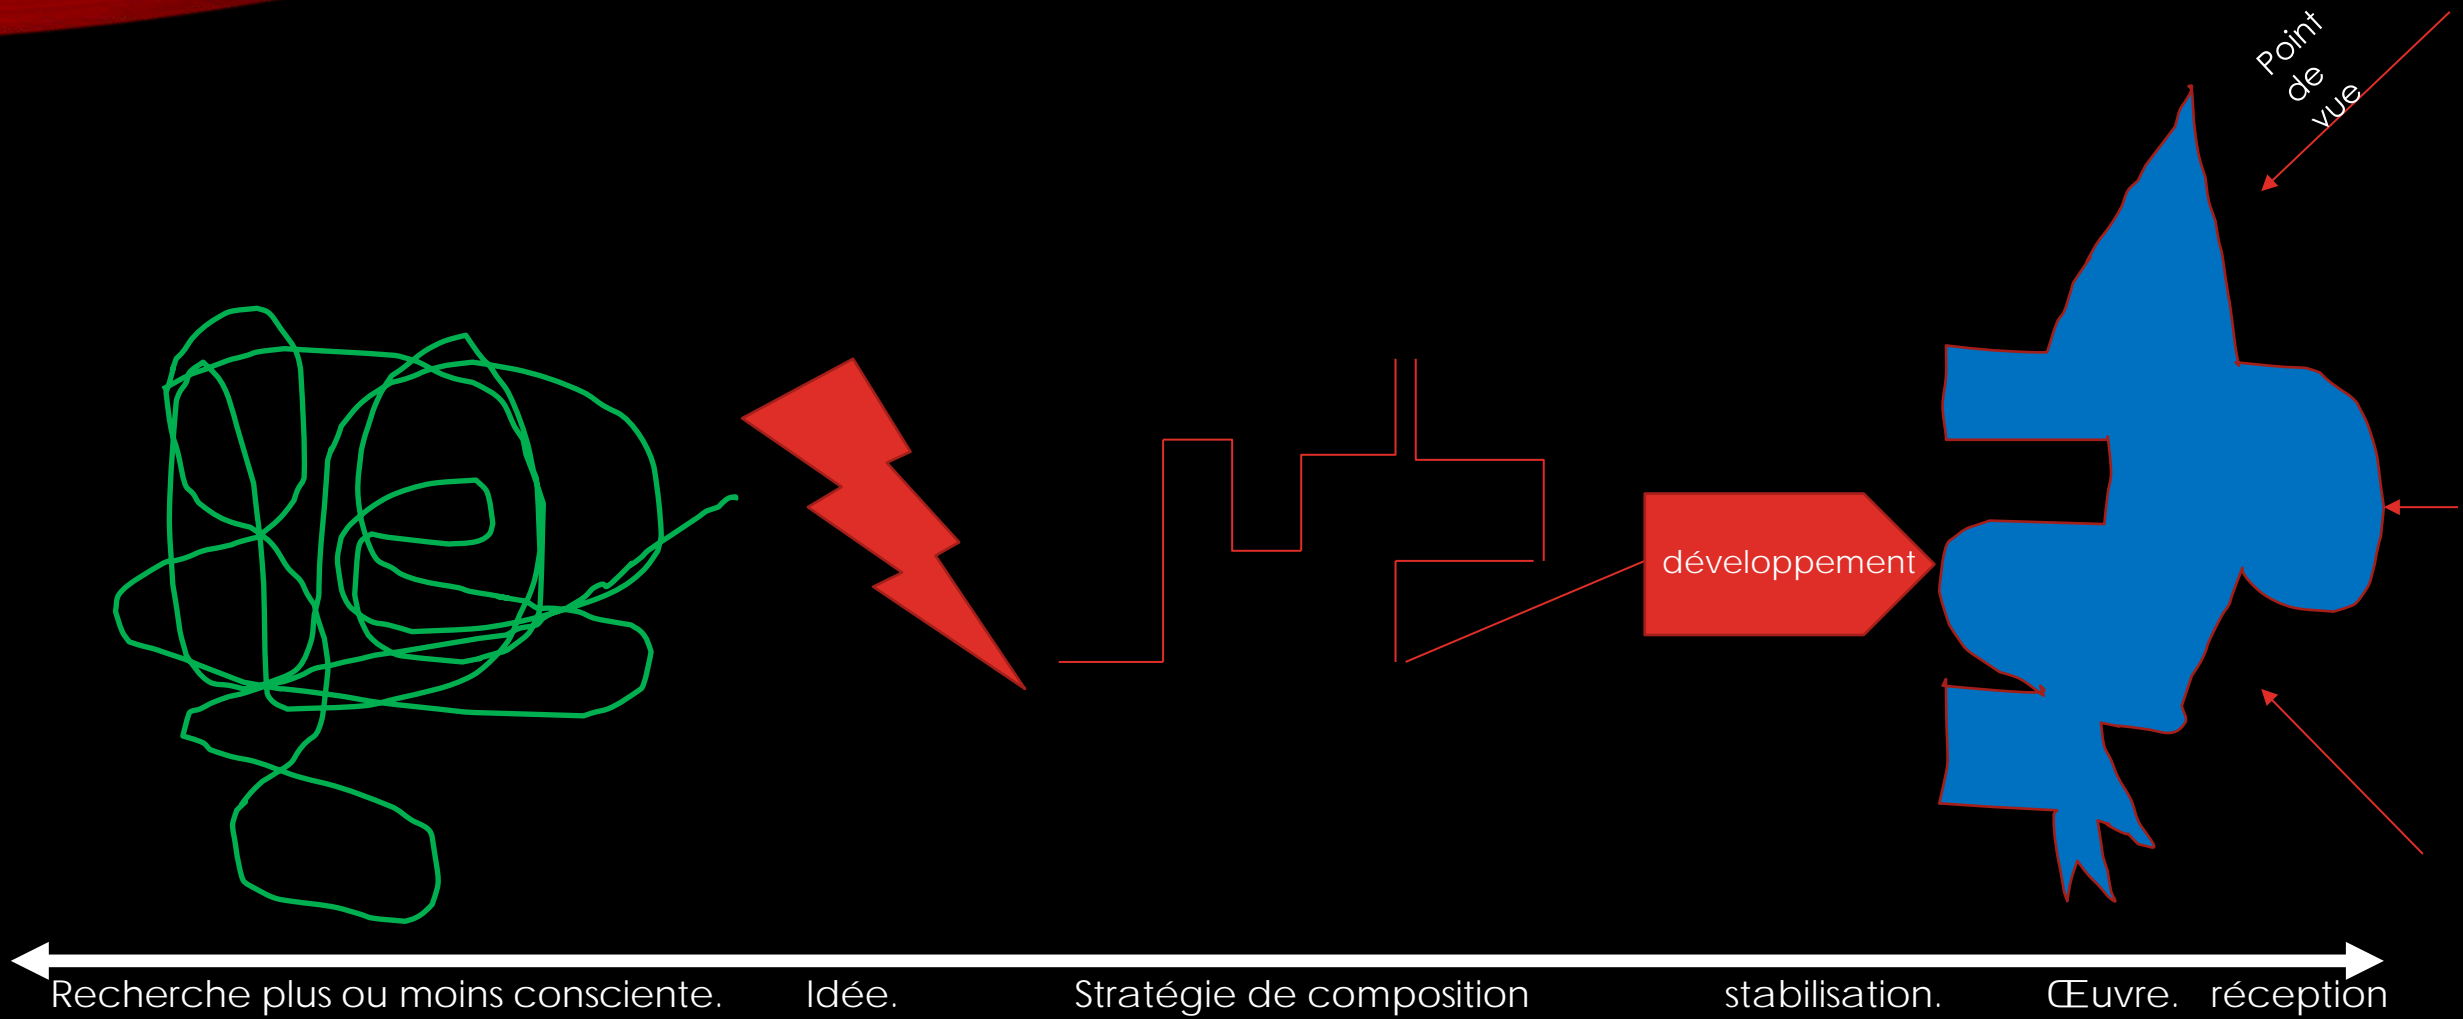 Point
de
vue
développement
Recherche plus ou moins consciente. Idée. Stratégie de composition stabilisation. Œuvre. réception